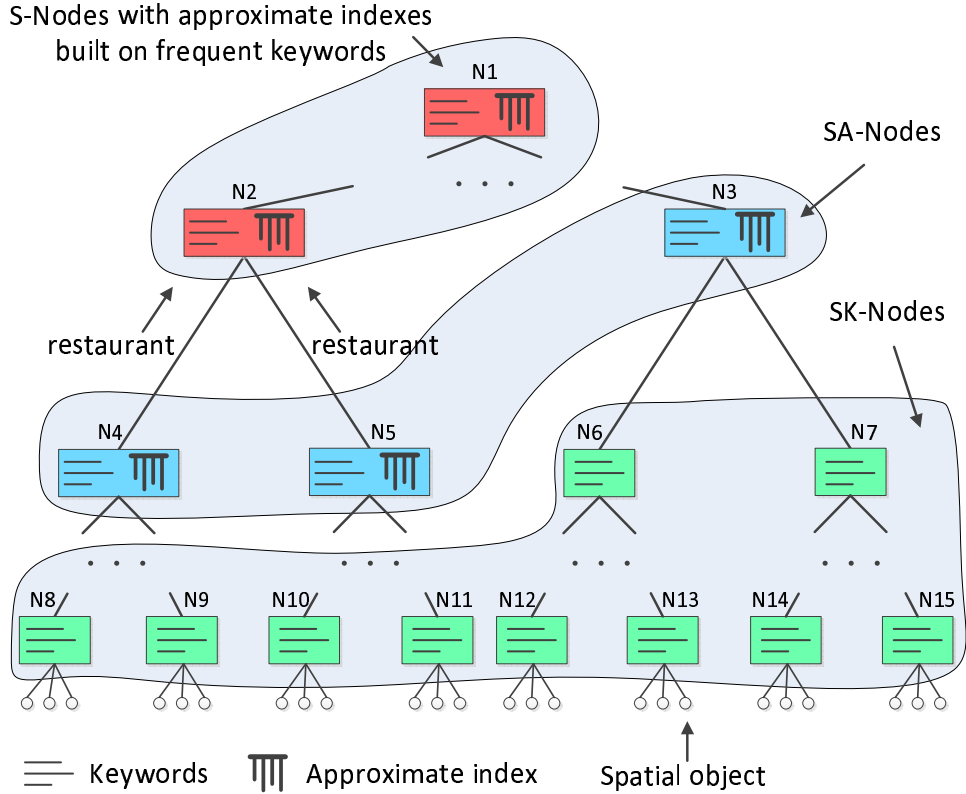 S-Nodes with approximate indexes
built on frequent keywords
N1
SA-Nodes
N2
N3
SK-Nodes
restaurant
restaurant
N4
N5
N6
N7
N8
N9
N10
N11
N12
N13
N14
N15
Keywords
Approximate index
Spatial object